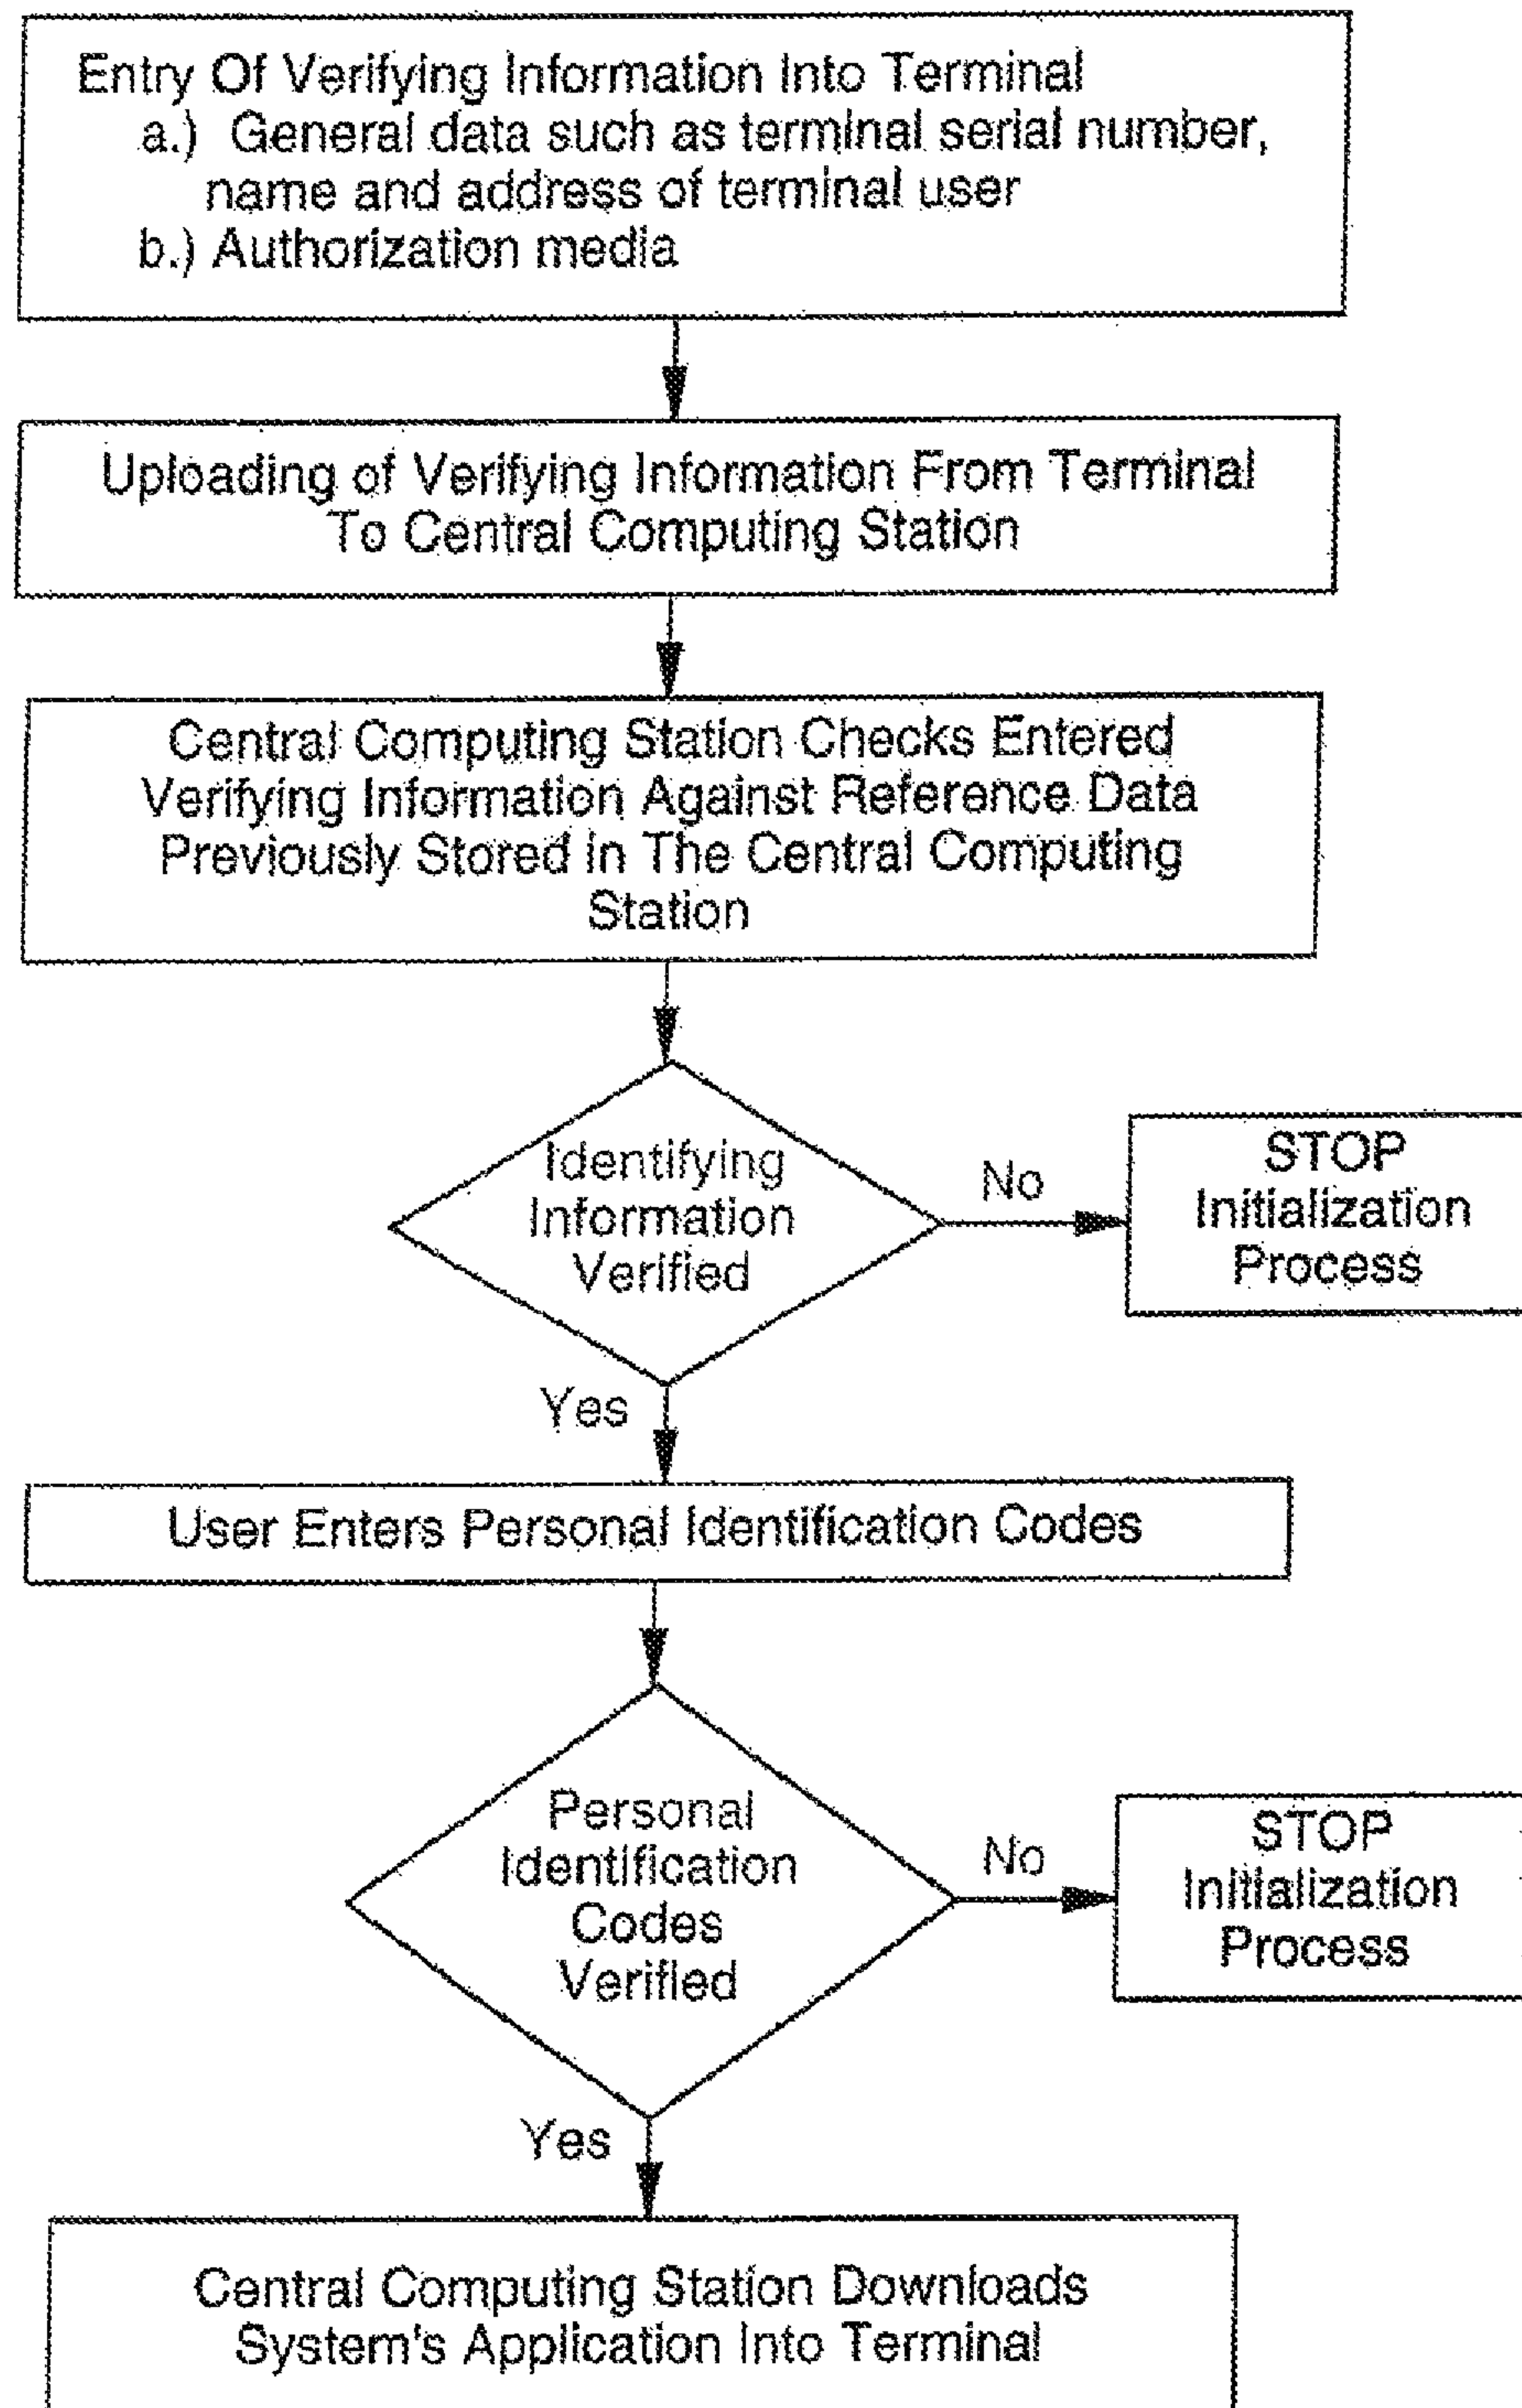 Entry Of Verifying Information Into Terminal
a.) General data such as terminal serial number,
name and address of terminal user
b.) Authorization media
Uploading of Verifying Information From Terminal
To Central Computing Station
Central Computing Station Checks Entered
Verifying Information Against Reference Data
Previously Stored In The Central Computing
Station
Identifying
Information
Verified
No
STOP
Initialization
Process
Yes
User Enters Personal Identification Codes
Personal
Identification
Codes
Verified
No
STOP
Initialization
Process
Yes
Central Computing Station Downloads
System's Application Into Terminal